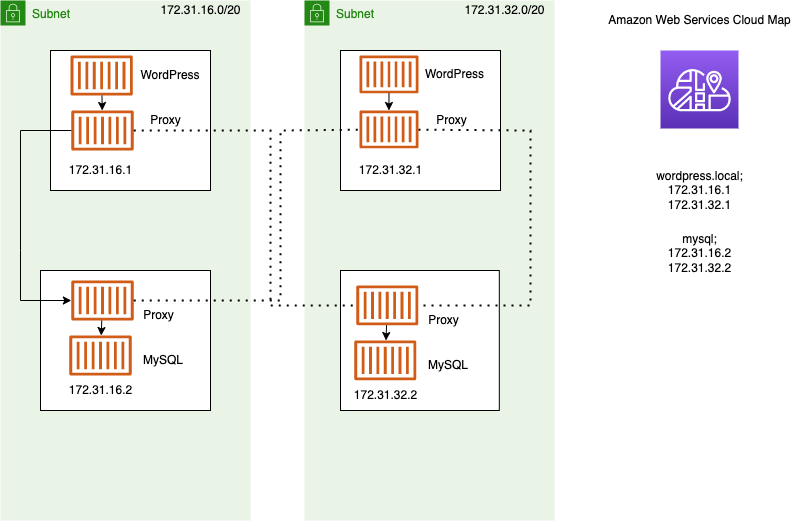 Subnet
172.31.16.0/20
WordPress
Proxy
172.31.16.1
Proxy
MySQL
172.31.16.2
Subnet
172.31.32.0/20
WordPress
Proxy
172.31.32.1
Proxy
MySQL
172.31.32.2
Amazon Web Services Cloud Map
wordpress.local;
172.31.16.1
172.31.32.1
mysql;
172.31.16.2
172.31.32.2